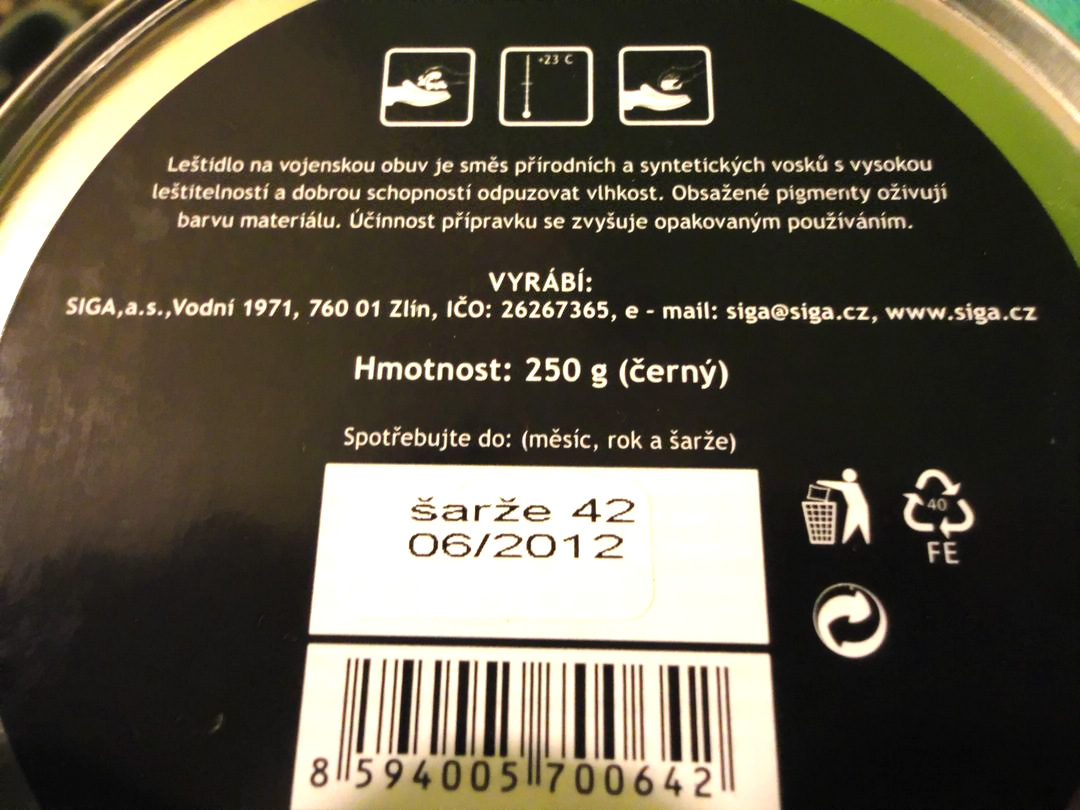 +23 C
Leštidlo na vojenskou obuv je směs přírodních a syntetických vosků s vysokou
leštitelností a dobrou schopností odpuzovat vlhkost. Obsažené pigmenty oživují
barvu materiálu. Účinnost přípravku se zvyšuje opakovaným používáním.
VYRÁBÍ:
SIGA,a.s.,Vodní 1971, 760 01 Zlín, IČO: 26267365, e - mail: siga@siga.cz, www.siga.cz
Hmotnost: 250 g (černý)
Spotřebujte do: (měsíc, rok a šarže)
šarže 42
06/2012
40
FE
8 594005 700642